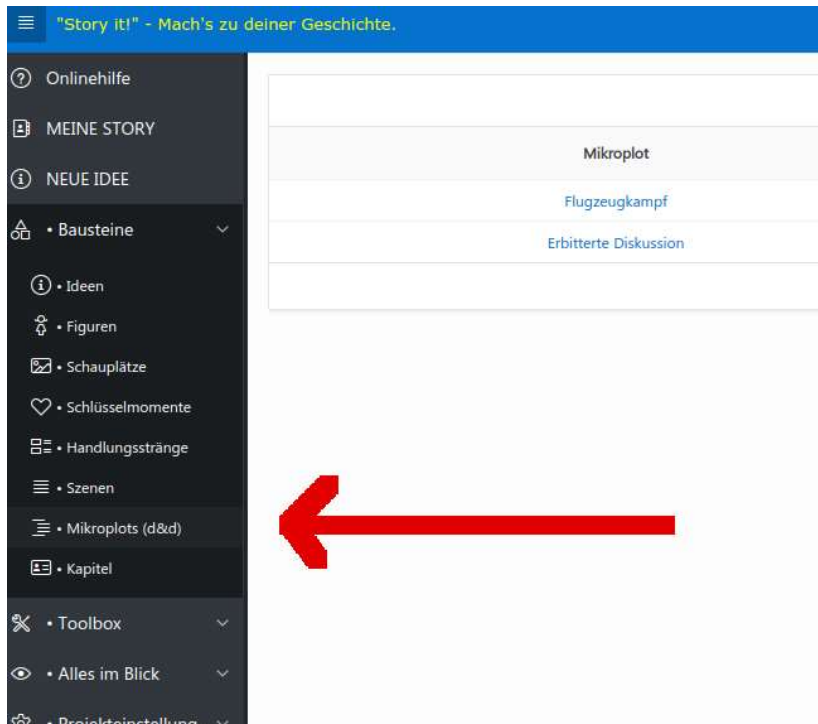 "Story it!" - Mach's zu deiner Geschichte.
Onlinehilfe
MEINE STORY
NEUE IDEE
• Bausteine
• Ideen
• Figuren
• Schauplätze
• Schlüsselmomente
• Handlungsstränge
• Szenen
• Mikroplots (d&d)
• Kapitel
• Toolbox
• Alles im Blick
• Projekteinstellung
Mikroplot
Flugzeugkampf
Erbitterte Diskussion